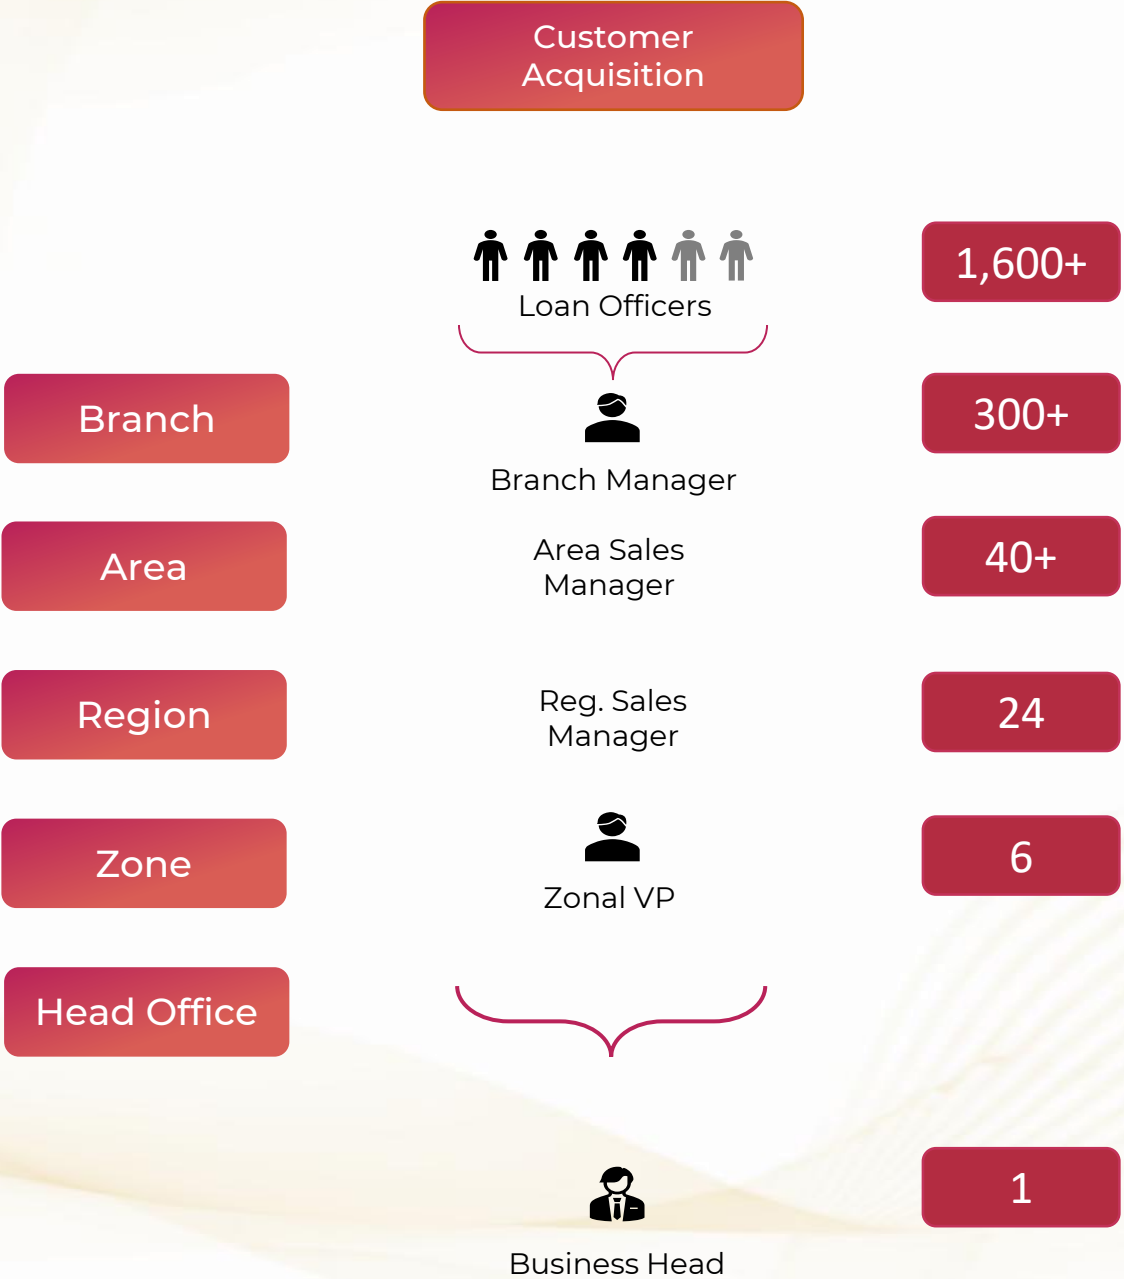 Customer
Acquisition
1,600+
Loan Officers
Branch
300+
Branch Manager
Area
Area Sales
Manager
40+
Region
Reg. Sales
Manager
24
Zone
6
Zonal VP
Head Office
1
Business Head